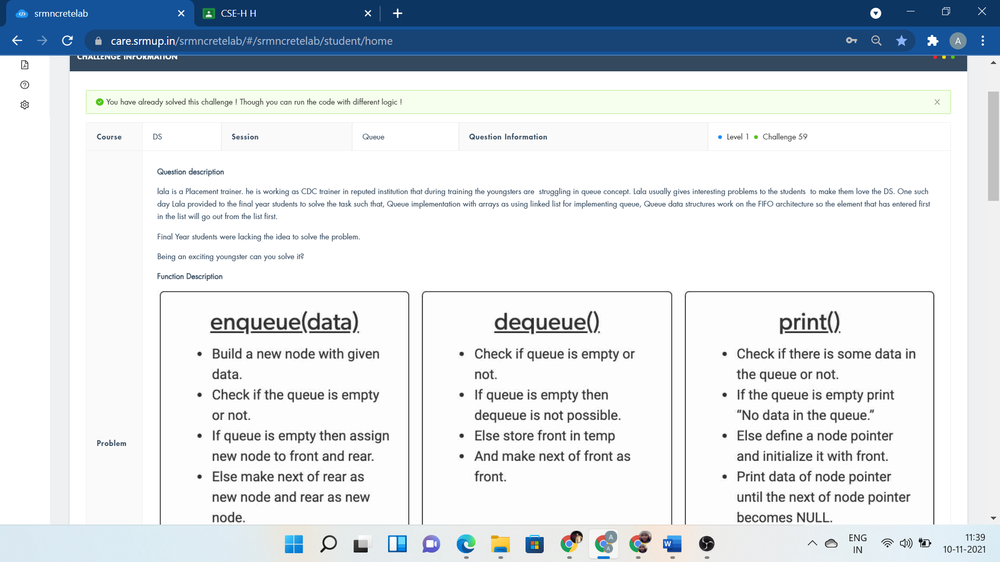 srmncretelab
CSE-H H
care.srmup.in/srmncretelab/#/srmncretelab/student/home
A
CHALLENGE INFORMATION
You have already solved this challenge ! Though you can run the code with different logic !
Course DS Session Queue Question Information Level 1 Challenge 59
Question description
lala is a Placement trainer. he is working as CDC trainer in reputed institution that during training the youngsters are struggling in queue concept. Lala usually gives interesting problems to the students to make them love the DS. One such
day Lala provided to the final year students to solve the task such that, Queue implementation with arrays as using linked list for implementing queue, Queue data structures work on the FIFO architecture so the element that has entered first
in the list will go out from the list first.
Final Year students were lacking the idea to solve the problem.
Being an exciting youngster can you solve it?
Function Description
Problem
enqueue(data)
• Build a new node with given
data.
• Check if the queue is empty
or not.
• If queue is empty then assign
new node to front and rear.
• Else make next of rear as
new node and rear as new
node.
dequeue()
• Check if queue is empty or
not.
• If queue is empty then
dequeue is not possible.
• Else store front in temp
• And make next of front as
front.
print()
• Check if there is some data in
the queue or not.
• If the queue is empty print
“No data in the queue.”
• Else define a node pointer
and initialize it with front.
• Print data of node pointer
until the next of node pointer
becomes NULL.
A
A
W
ENG
IN
11:39
10-11-2021